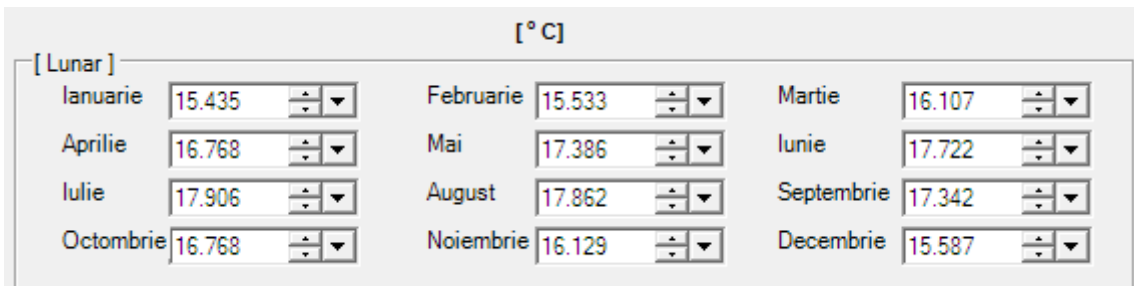 [°C]
[ Lunar ]
Ianuarie 15.435 Februarie 15.533 Martie 16.107
Aprilie 16.768 Mai 17.386 Iunie 17.722
Iulie 17.906 August 17.862 Septembrie 17.342
Octombrie 16.768 Noiembrie 16.129 Decembrie 15.587